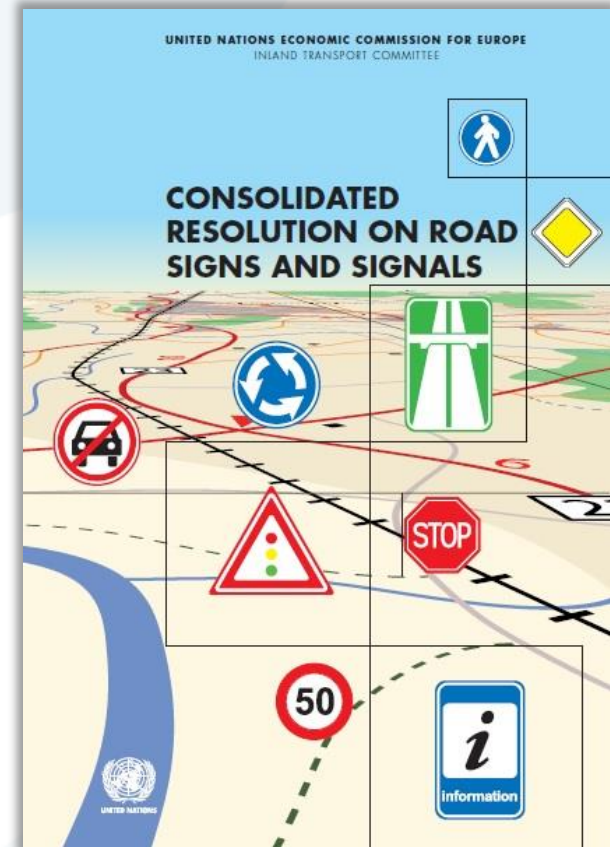 UNITED NATIONS ECONOMIC COMMISSION FOR EUROPE
INLAND TRANSPORT COMMITTEE
CONSOLIDATED
RESOLUTION ON ROAD
SIGNS AND SIGNALS
6
STOP
50
i
information
UNITED NATIONS